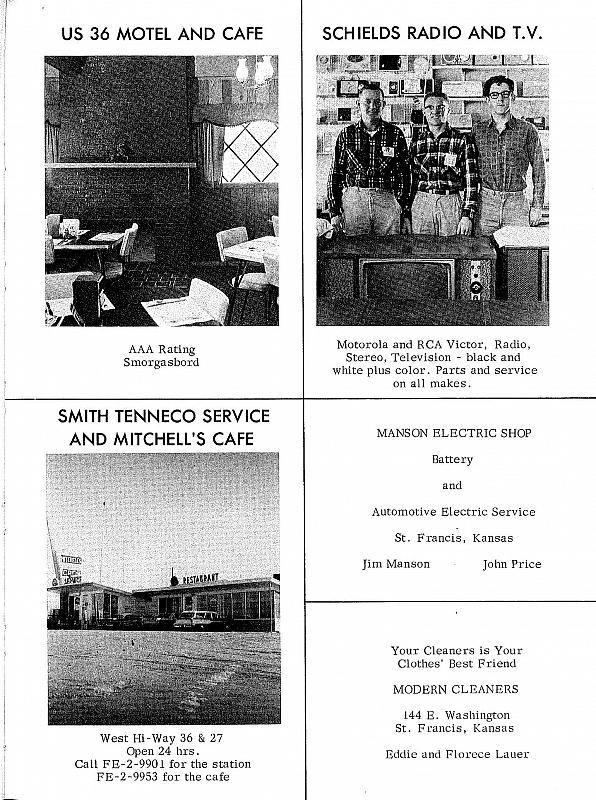 US 36 MOTEL AND CAFE
AAA Rating
Smorgasbord
SCHIELDS RADIO AND T.V.
Motorola and RCA Victor, Radio,
Stereo, Television - black and
white plus color. Parts and service
on all makes.
SMITH TENNECO SERVICE
AND MITCHELL'S CAFE
RESTAURANT
West Hi-Way 36 & 27
Open 24 hrs.
Call FE-2-9901 for the station
FE-2-9953 for the cafe
MANSON ELECTRIC SHOP
Battery
and
Automotive Electric Service
St. Francis, Kansas
Jim Manson John Price
Your Cleaners is Your
Clothes' Best Friend
MODERN CLEANERS
144 E. Washington
St. Francis, Kansas
Eddie and Florece Lauer